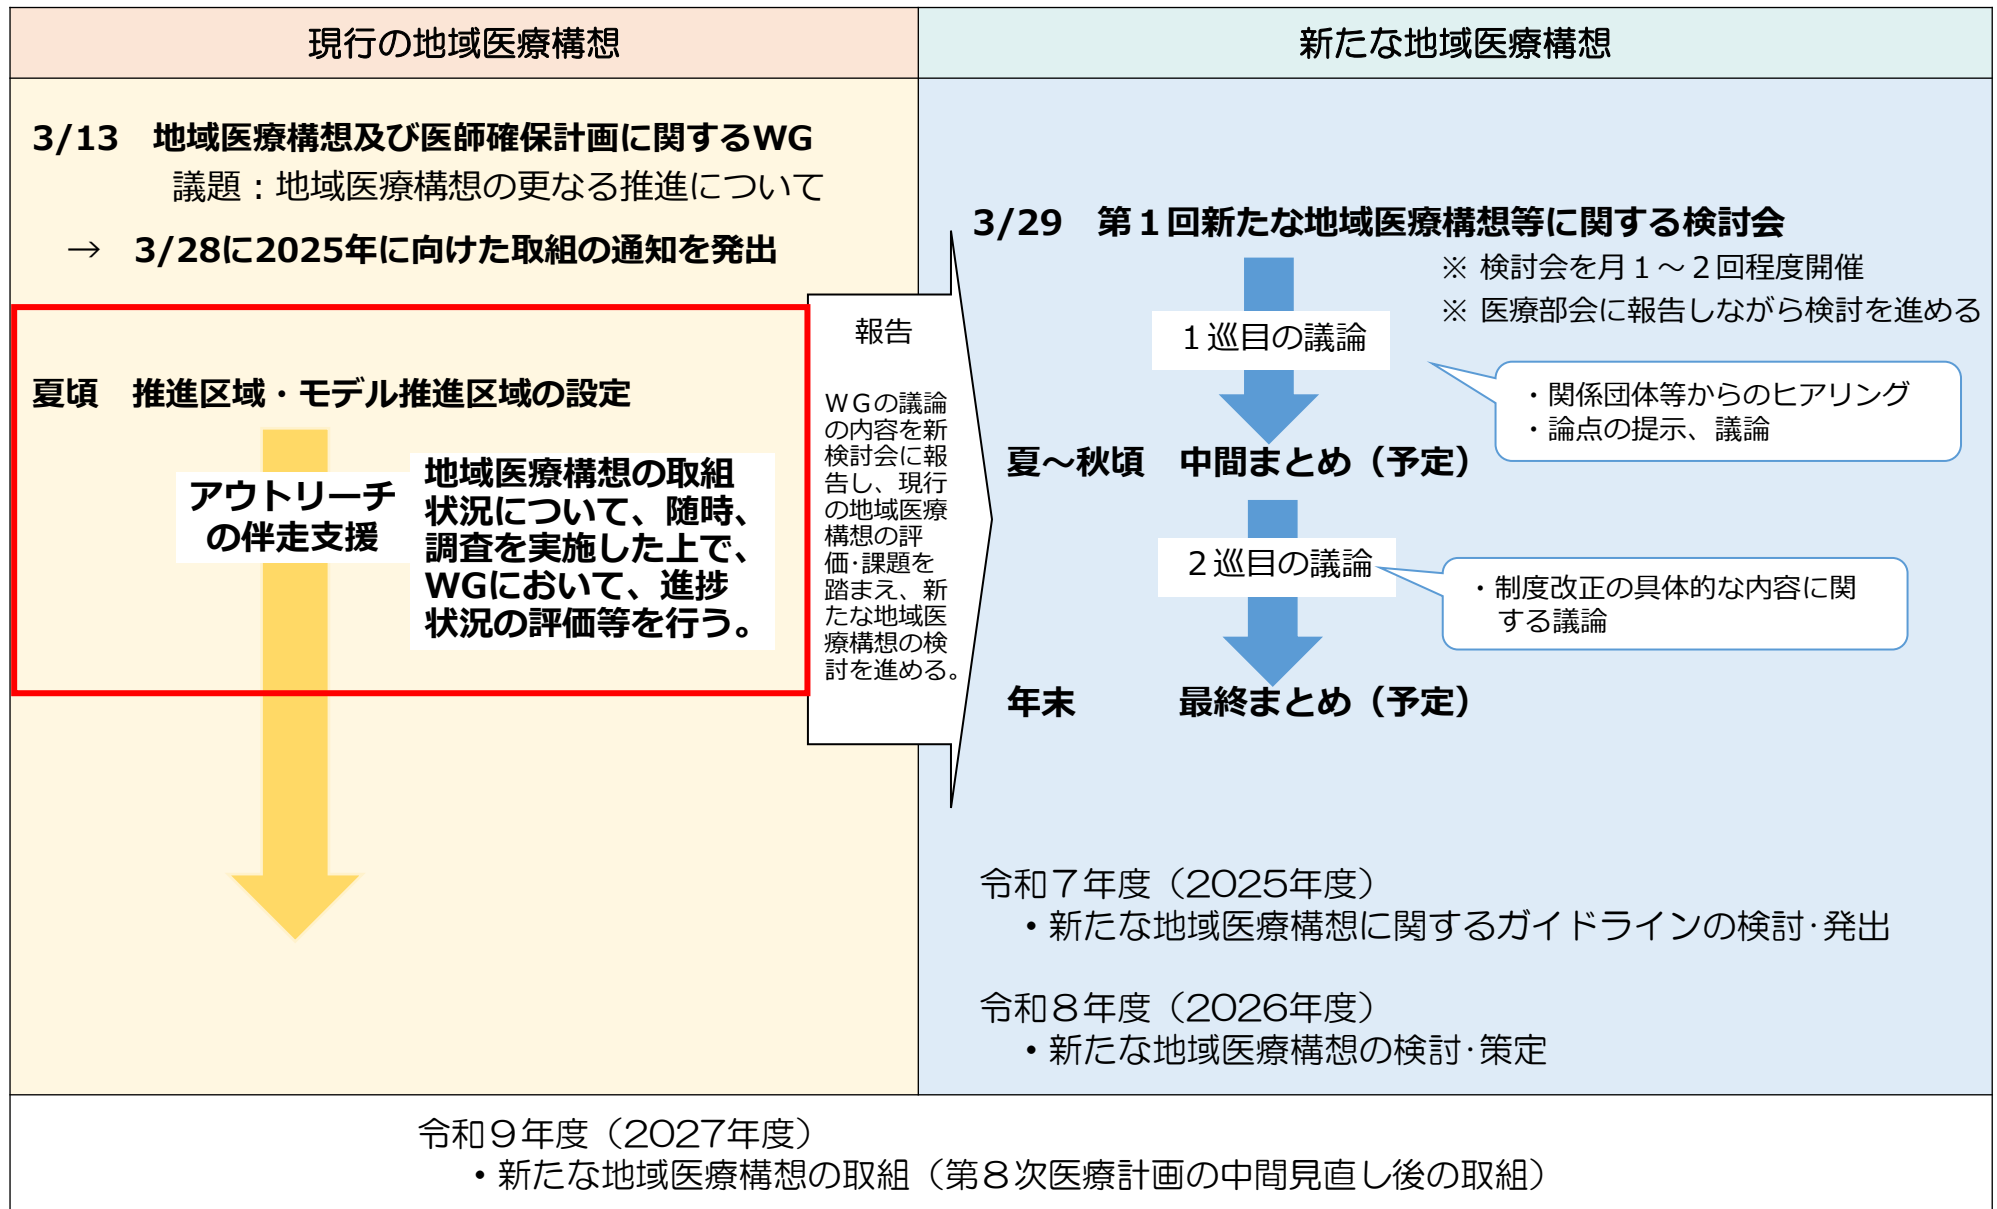 現行の地域医療構想
新たな地域医療構想
3/13　地域医療構想及び医師確保計画に関するWG
議題：地域医療構想の更なる推進について
→　3/28に2025年に向けた取組の通知を発出
夏頃　推進区域・モデル推進区域の設定
アウトリーチ
の伴走支援
地域医療構想の取組
状況について、随時、
調査を実施した上で、
WGにおいて、進捗
状況の評価等を行う。
報告
ＷＧの議論
の内容を新
検討会に報
告し、現行
の地域医療
構想の評
価･課題を
踏まえ、新
たな地域医
療構想の検
討を進める。
3/29　第１回新たな地域医療構想等に関する検討会
※ 検討会を月１～２回程度開催
※ 医療部会に報告しながら検討を進める
１巡目の議論
・関係団体等からのヒアリング
・論点の提示、議論
夏～秋頃　中間まとめ（予定）
２巡目の議論
・制度改正の具体的な内容に関
する議論
年末　　　最終まとめ（予定）
令和７年度（2025年度）
・新たな地域医療構想に関するガイドラインの検討･発出
令和８年度（2026年度）
・新たな地域医療構想の検討･策定
令和９年度（2027年度）
・新たな地域医療構想の取組（第８次医療計画の中間見直し後の取組）